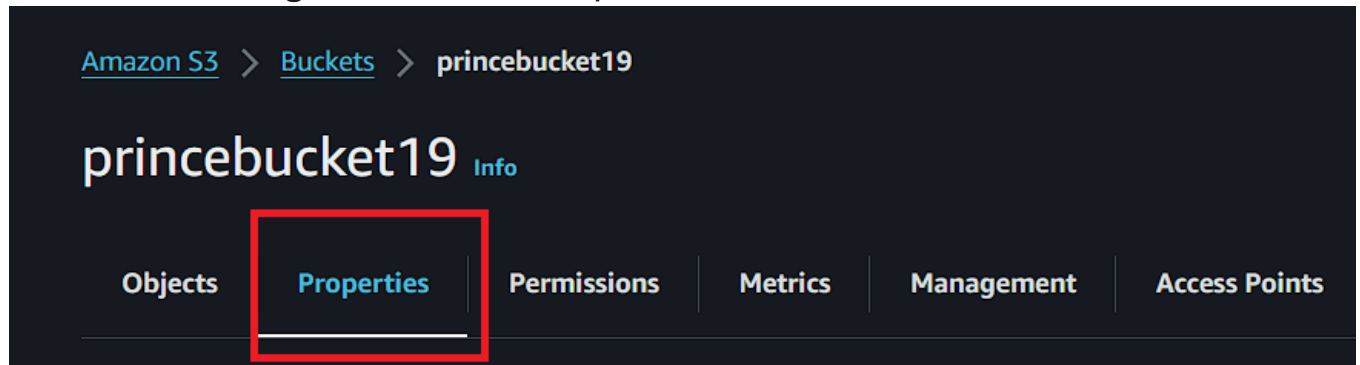 Amazon S3 > Buckets > princebucket19
princebucket19 Info
Objects Properties Permissions Metrics Management Access Points